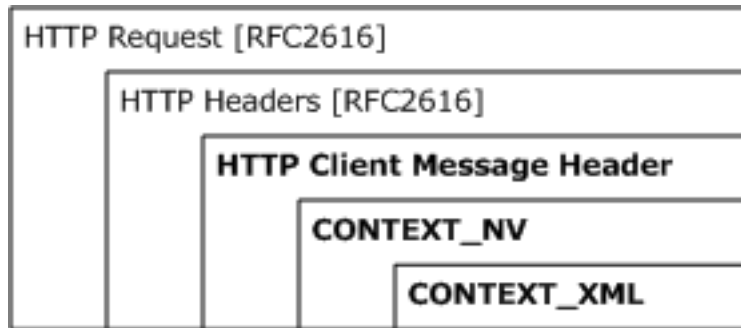 HTTP Request [RFC2616]
HTTP Headers [RFC2616]
HTTP Client Message Header
CONTEXT_NV
CONTEXT_XML